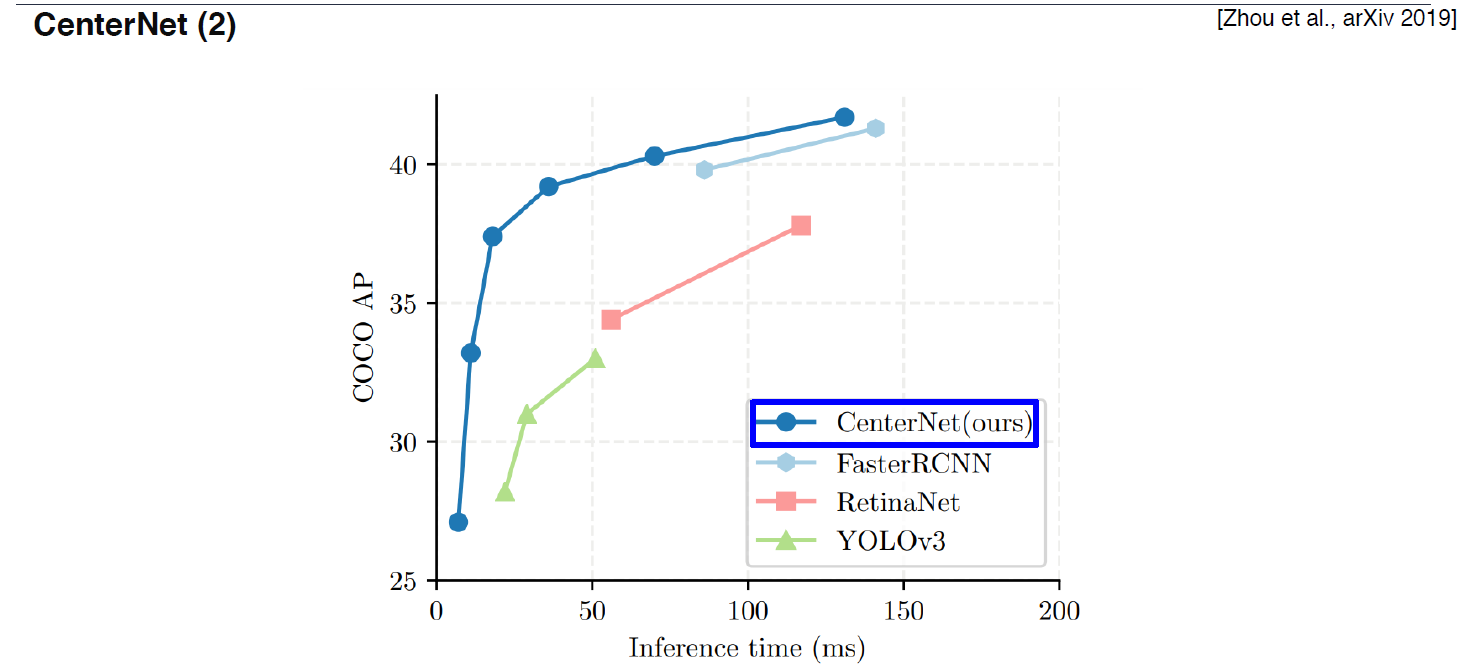 CenterNet (2)
[Zhou et al., arXiv 2019]
40
35
30
25
COCO AP
CenterNet(ours)
FasterRCNN
RetinaNet
YOLOv3
0 50 100 150 200
Inference time (ms)